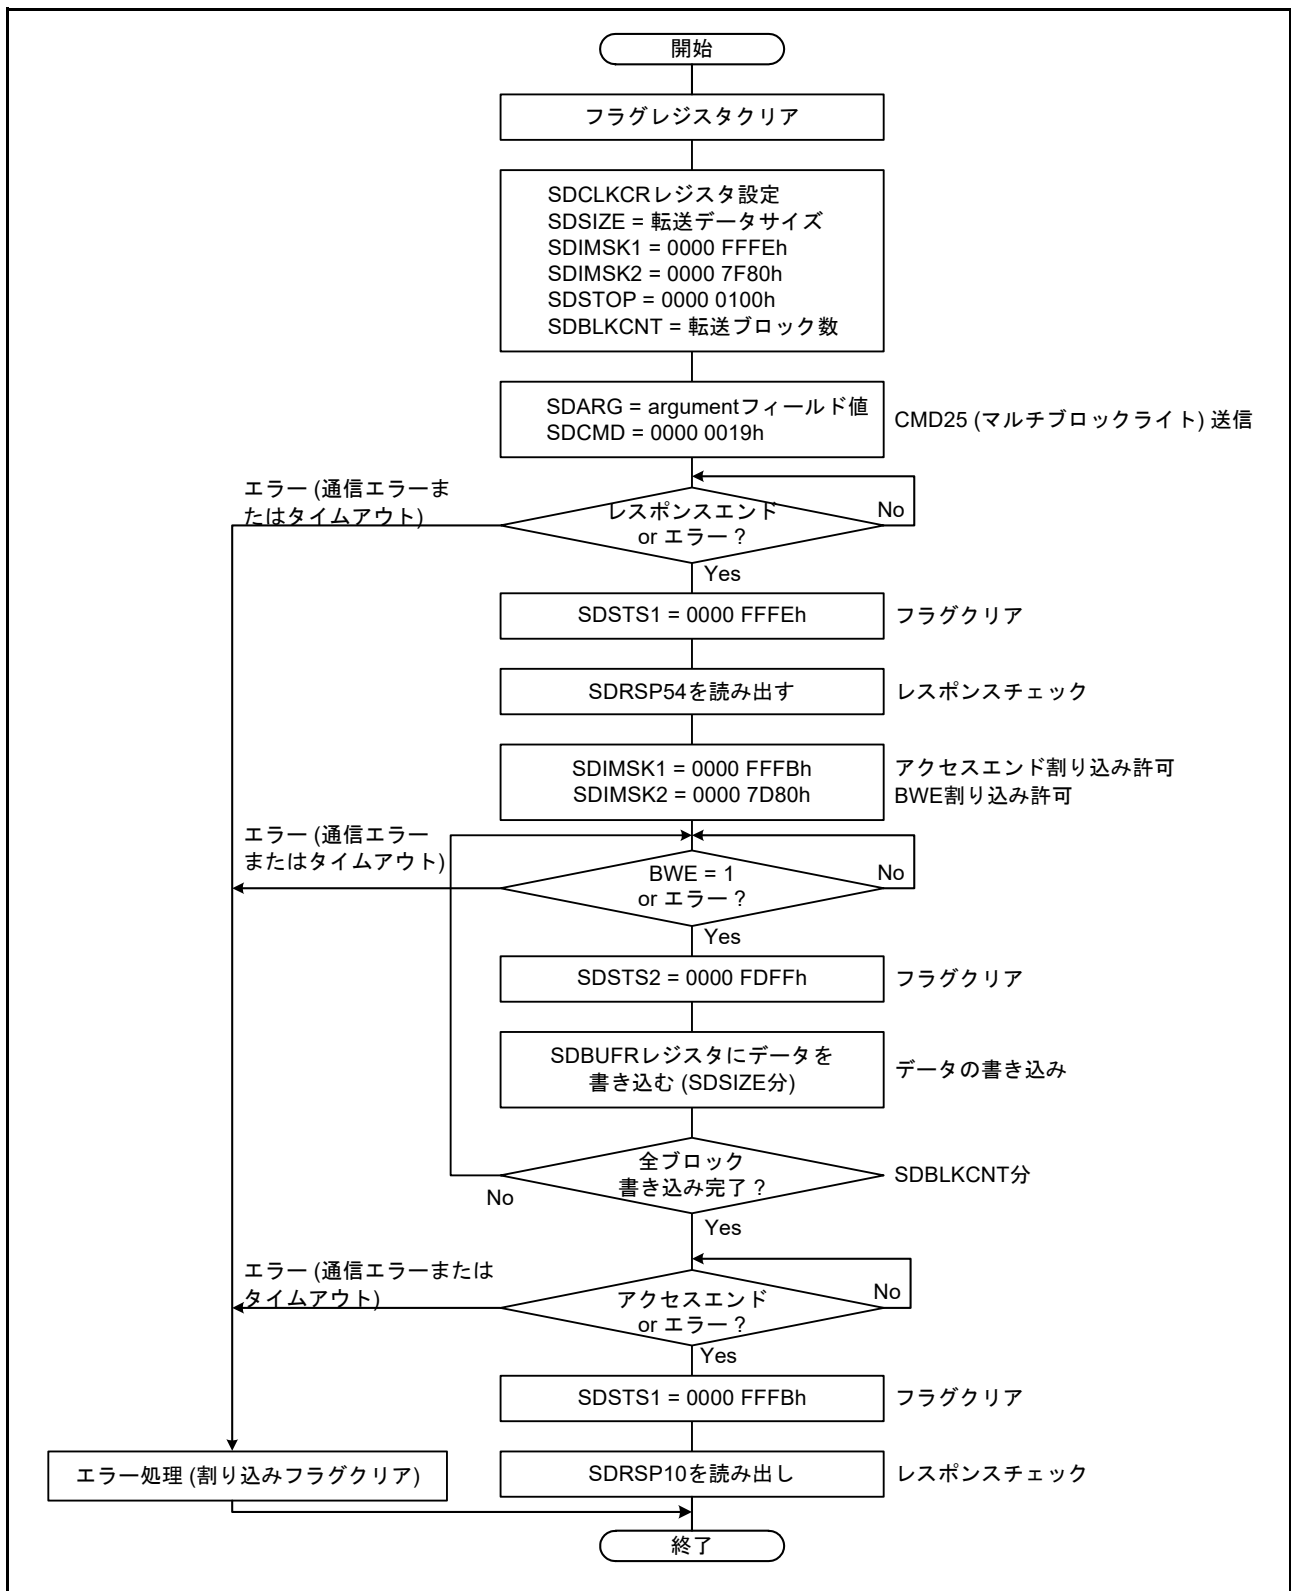 開始
フラグレジスタクリア
SDCLKCRレジスタ設定
SDSIZE = 転送データサイズ
SDIMSK1 = 0000 FFFEh
SDIMSK2 = 0000 7F80h
SDSTOP = 0000 0100h
SDBLKCNT = 転送ブロック数
SDARG = argumentフィールド値
SDCMD = 0000 0019h
CMD25 (マルチブロックライト) 送信
エラー (通信エラーま
たはタイムアウト)
レスポンスエンド
or エラー ?
No
Yes
SDSTS1 = 0000 FFFEh
フラグクリア
SDRSP54を読み出す
レスポンスチェック
SDIMSK1 = 0000 FFFBh
SDIMSK2 = 0000 7D80h
アクセスエンド割り込み許可
BWE割り込み許可
エラー (通信エラー
またはタイムアウト)
BWE = 1
or エラー ?
No
Yes
SDSTS2 = 0000 FDFFh
フラグクリア
SDBUFRレジスタにデータを
書き込む (SDSIZE分)
データの書き込み
全ブロック
書き込み完了 ?
SDBLKCNT分
No
Yes
エラー (通信エラーまたは
タイムアウト)
アクセスエンド
or エラー ?
No
Yes
SDSTS1 = 0000 FFFBh
フラグクリア
エラー処理 (割り込みフラグクリア)
SDRSP10を読み出し
レスポンスチェック
終了